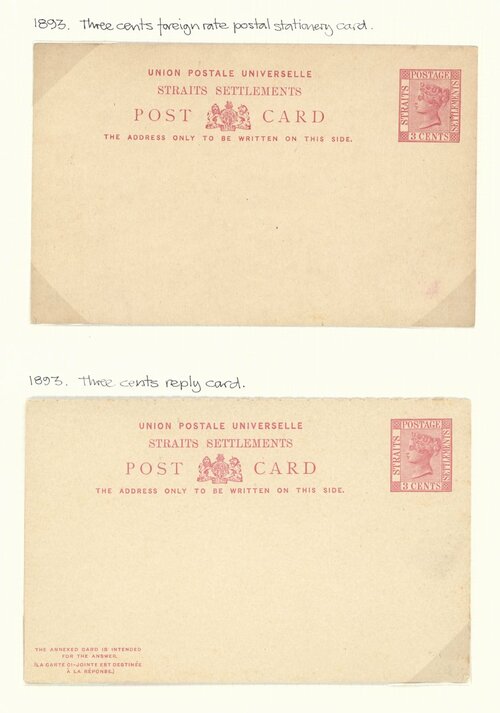 1893. Three cents foreign rate postal stationery card.
UNION POSTALE UNIVERSELLE
STRAITS SETTLEMENTS
POST CARD
THE ADDRESS ONLY TO BE WRITTEN ON THIS SIDE.
POSTAGE
STRAITS
SETTLEMENTS
3 CENTS
1893. Three cents reply card.
UNION POSTALE UNIVERSELLE
STRAITS SETTLEMENTS
POST CARD
THE ADDRESS ONLY TO BE WRITTEN ON THIS SIDE.
POSTAGE
STRAITS
SETTLEMENTS
3 CENTS
THE ANNEXED CARD IS INTENDED
FOR THE ANSWER.
(LA CARTE CI-JOINTE EST DESTINÉE
À LA RÉPONSE.)